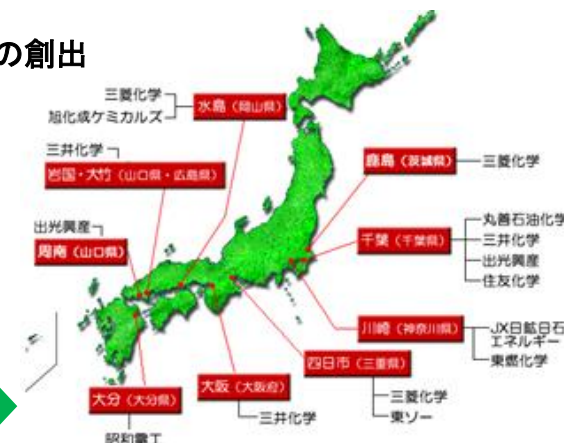 の創出
三菱化学
旭化成ケミカルズ
水島（岡山県）
三井化学
岩国・大竹（山口県・広島県）
出光興産
周南（山口県）
鹿島（茨城県）
三菱化学
千葉（千葉県）
丸善石油化学
三井化学
出光興産
住友化学
川崎（神奈川県）
JX日鉱日石
エネルギー
東燃化学
四日市（三重県）
三菱化学
東ソー
大阪（大阪府）
三井化学
大分（大分県）
昭和電工